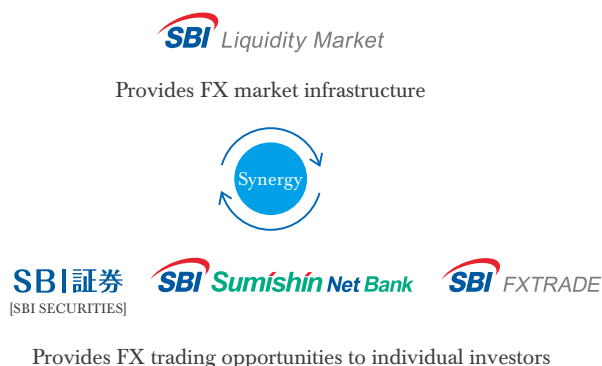 SBI Liquidity Market
Provides FX market infrastructure
Synergy
SBI証券 SBI Sumishin Net Bank SBI FXTRADE
[SBI SECURITIES]
Provides FX trading opportunities to individual investors